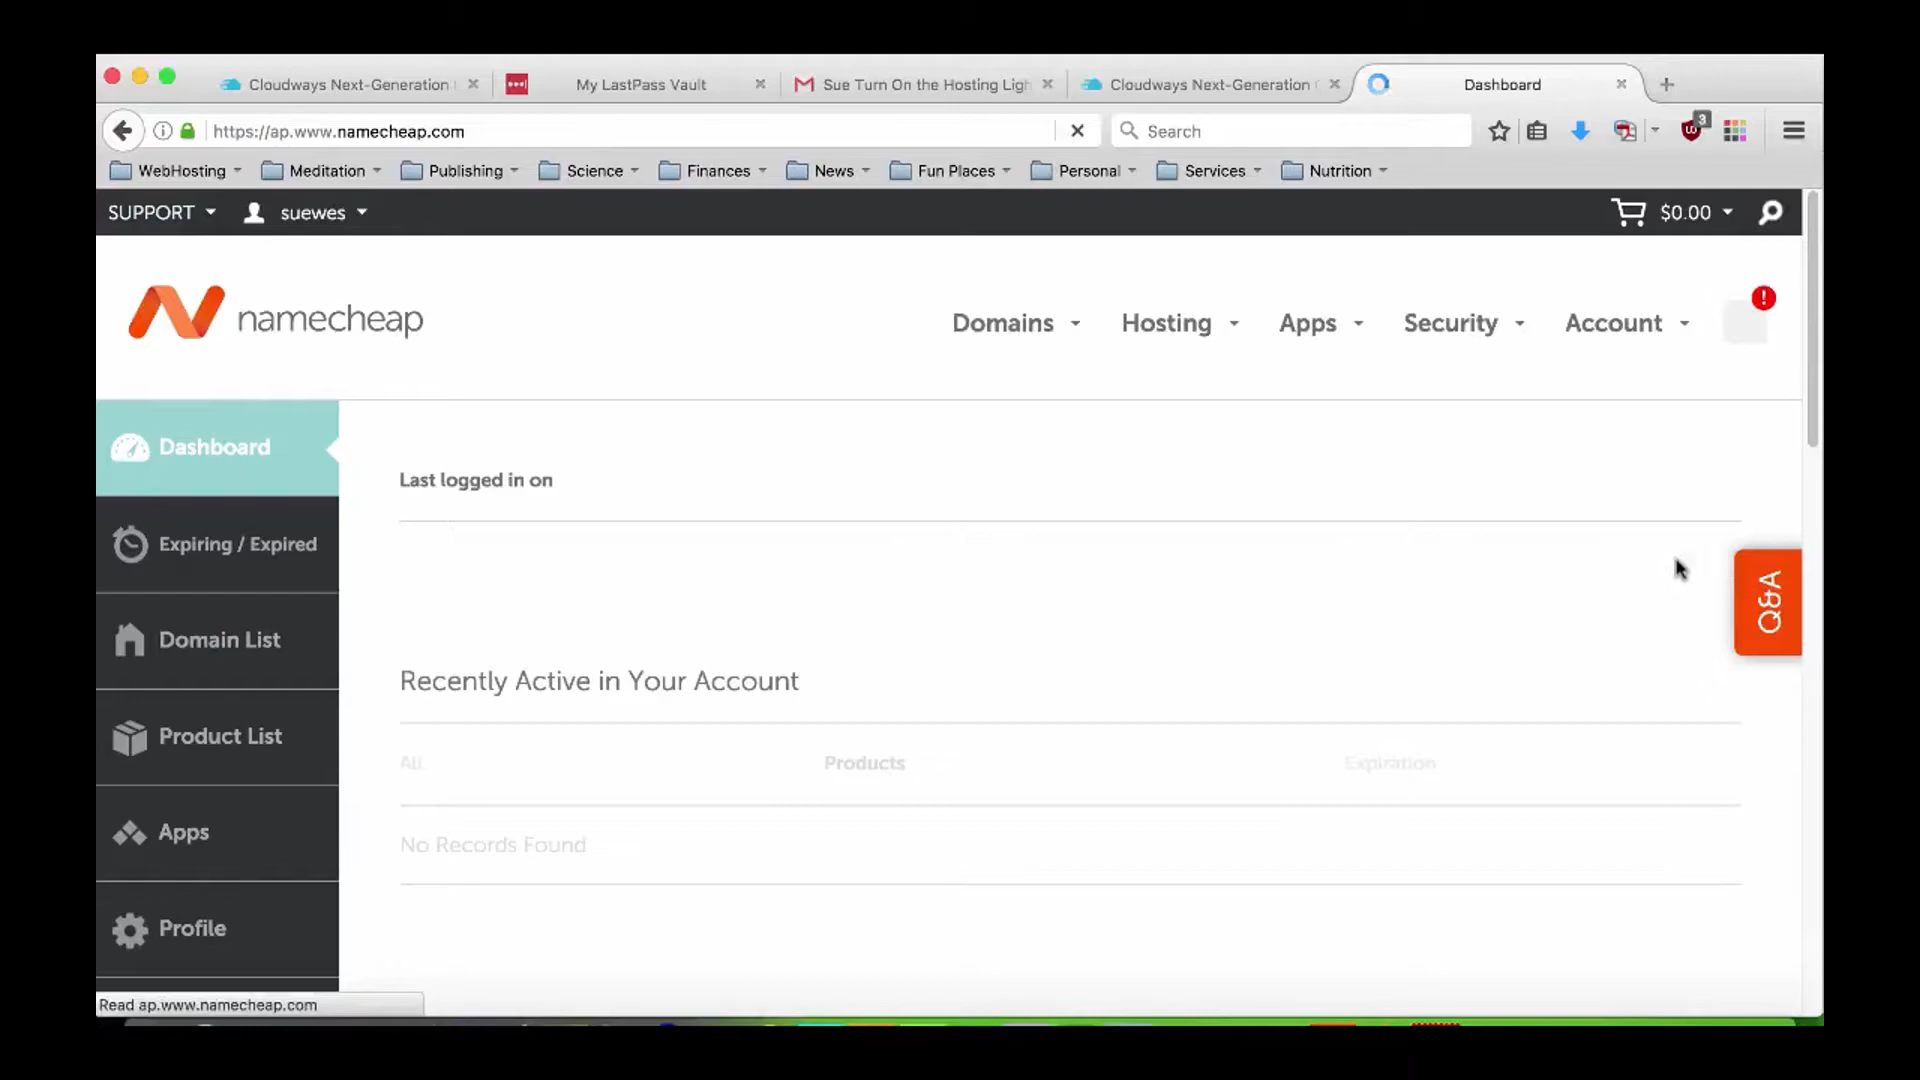 Cloudways Next-Generation
My LastPass Vault
Sue Turn On the Hosting Ligh
Cloudways Next-Generation
Dashboard
https://ap.www.namecheap.com
Search
3
WebHosting
Meditation
Publishing
Science
Finances
News
Fun Places
Personal
Services
Nutrition
SUPPORT
suewes
$0.00
namecheap
Domains
Hosting
Apps
Security
Account
!
Dashboard
Last logged in on
Expiring / Expired
Q&A
Domain List
Recently Active in Your Account
Product List
All
Products
Expiration
Apps
No Records Found
Profile
Read ap.www.namecheap.com